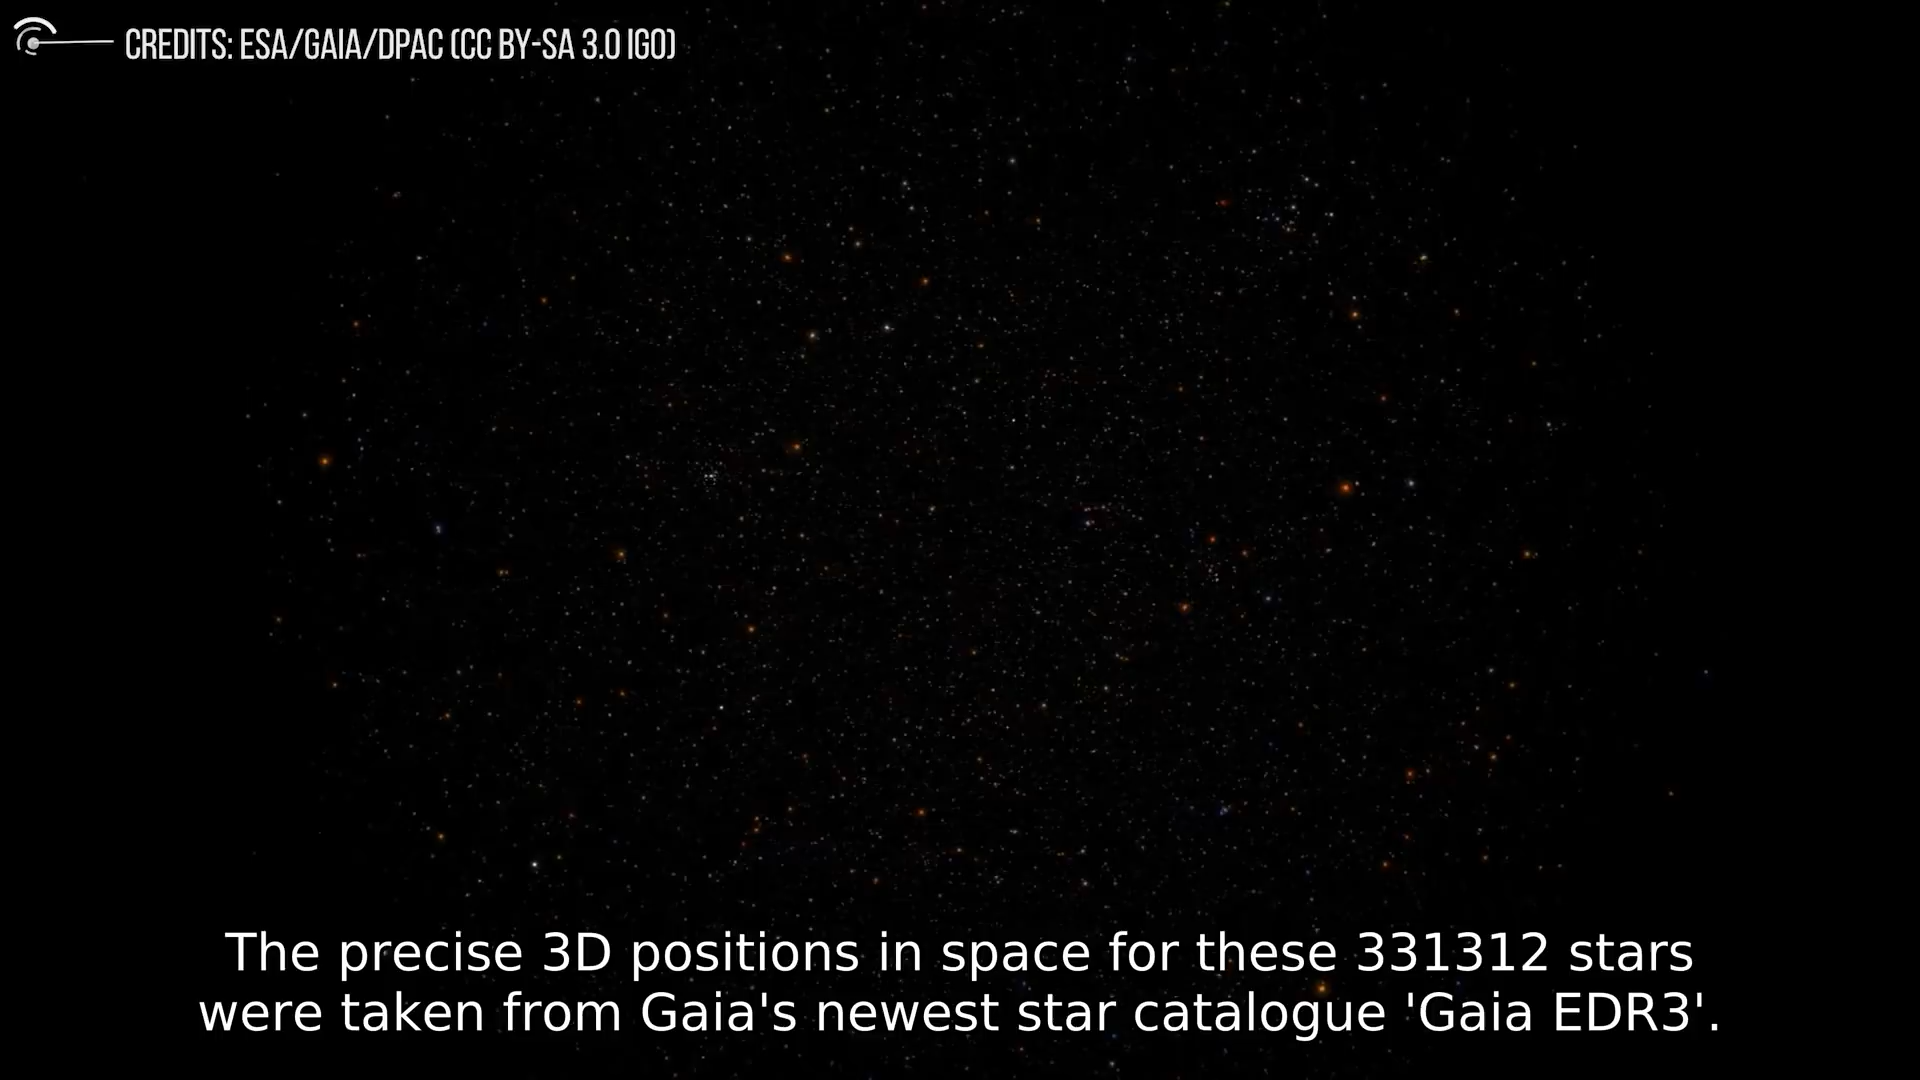 CREDITS: ESA/GAIA/DPAC (CC BY-SA 3.0 IGO)
The precise 3D positions in space for these 331312 stars
were taken from Gaia's newest star catalogue 'Gaia EDR3'.